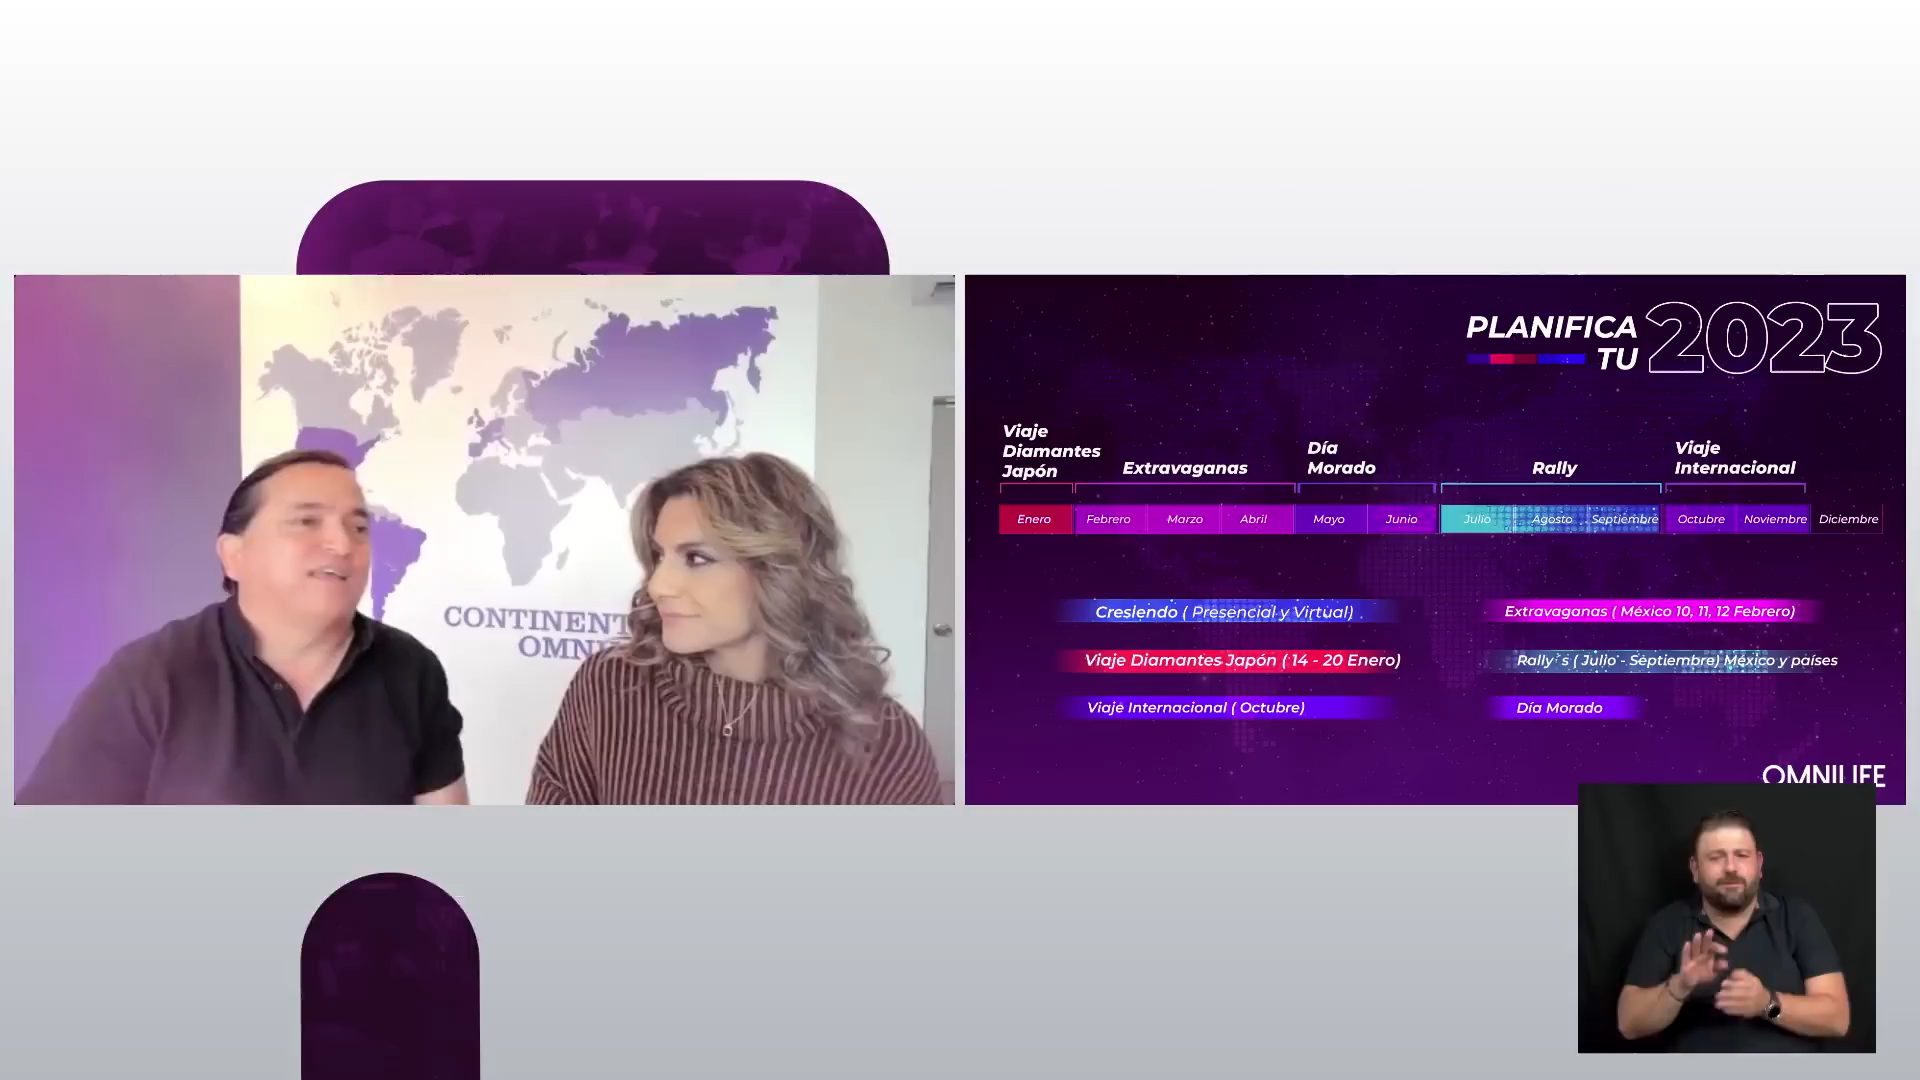 CONTINENT
OMNI
PLANIFICA
TU
2023
Viaje
Diamantes
Japón
Extravaganas
Día
Morado
Rally
Viaje
Internacional
Enero Febrero Marzo Abril Mayo Junio Julio Agosto Septiembre Octubre Noviembre Diciembre
Creslendo ( Presencial y Virtual)
Extravaganas ( México 10, 11, 12 Febrero)
Viaje Diamantes Japón ( 14 - 20 Enero)
Rally´s ( Julio - Septiembre) México y países
Viaje Internacional ( Octubre)
Día Morado
OMNILIFE